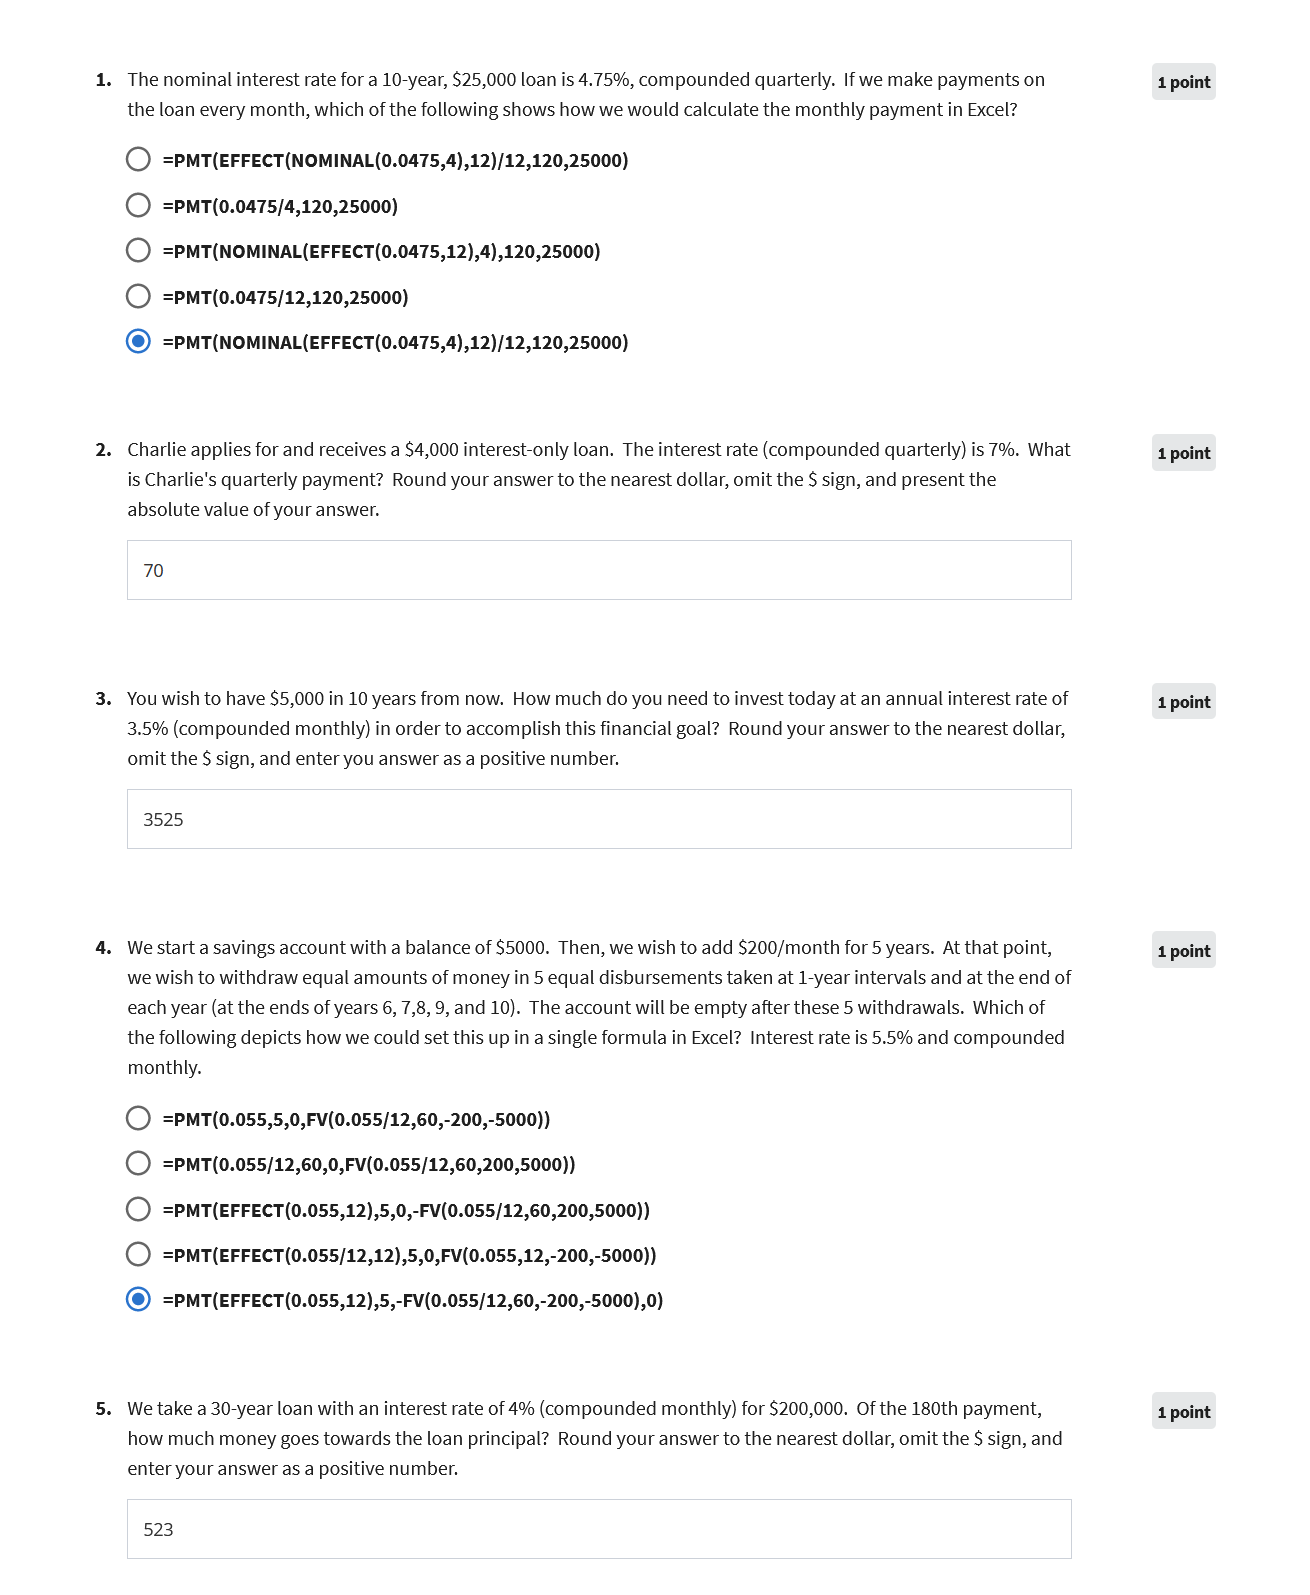 1. The nominal interest rate for a 10-year, $25,000 loan is 4.75%, compounded quarterly. If we make payments on
1 point
the loan every month, which of the following shows how we would calculate the monthly payment in Excel?
=PMT(EFFECT(NOMINAL(0.0475,4),12)/12,120,25000)
=PMT(0.0475/4,120,25000)
=PMT(NOMINAL(EFFECT(0.0475,12),4),120,25000)
=PMT(0.0475/12,120,25000)
=PMT(NOMINAL(EFFECT(0.0475,4),12)/12,120,25000)
2. Charlie applies for and receives a $4,000 interest-only loan. The interest rate (compounded quarterly) is 7%. What
1 point
is Charlie's quarterly payment? Round your answer to the nearest dollar, omit the $ sign, and present the
absolute value of your answer.
70
3. You wish to have $5,000 in 10 years from now. How much do you need to invest today at an annual interest rate of
1 point
3.5% (compounded monthly) in order to accomplish this financial goal? Round your answer to the nearest dollar,
omit the $ sign, and enter you answer as a positive number.
3525
4. We start a savings account with a balance of $5000. Then, we wish to add $200/month for 5 years. At that point,
1 point
we wish to withdraw equal amounts of money in 5 equal disbursements taken at 1-year intervals and at the end of
each year (at the ends of years 6, 7,8, 9, and 10). The account will be empty after these 5 withdrawals. Which of
the following depicts how we could set this up in a single formula in Excel? Interest rate is 5.5% and compounded
monthly.
=PMT(0.055,5,0,FV(0.055/12,60,-200,-5000))
=PMT(0.055/12,60,0,FV(0.055/12,60,200,5000))
=PMT(EFFECT(0.055,12),5,0,-FV(0.055/12,60,200,5000))
=PMT(EFFECT(0.055/12,12),5,0,FV(0.055,12,-200,-5000))
=PMT(EFFECT(0.055,12),5,-FV(0.055/12,60,-200,-5000),0)
5. We take a 30-year loan with an interest rate of 4% (compounded monthly) for $200,000. Of the 180th payment,
1 point
how much money goes towards the loan principal? Round your answer to the nearest dollar, omit the $ sign, and
enter your answer as a positive number.
523